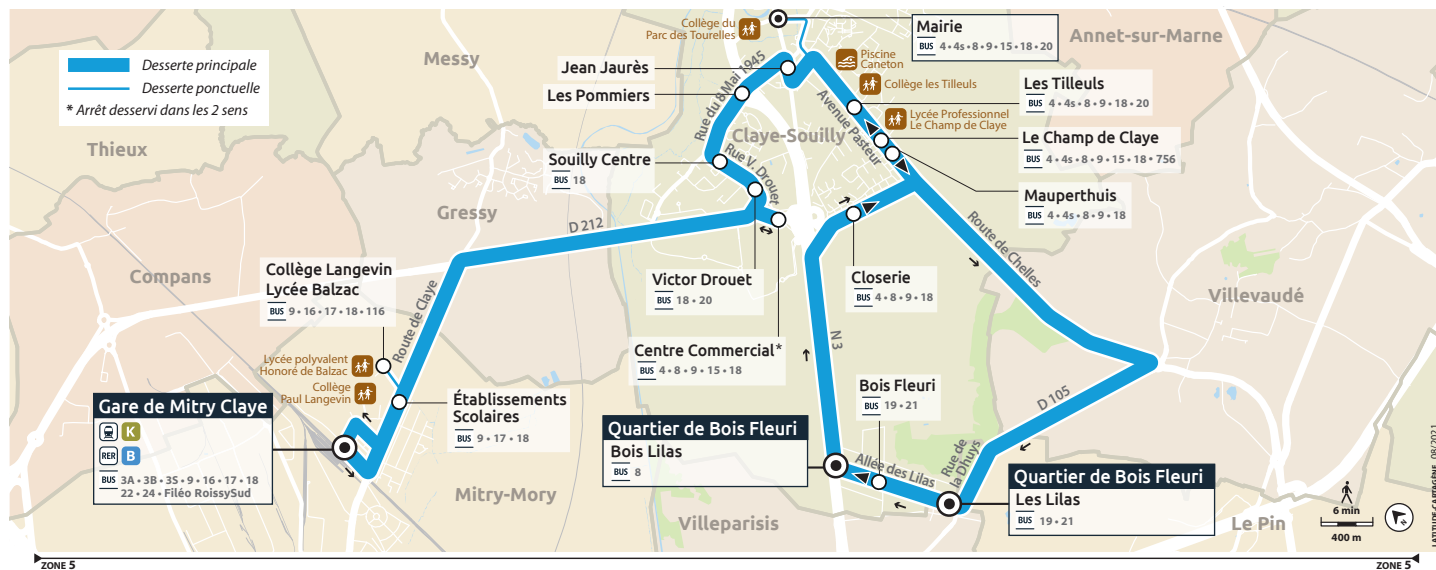 Desserte principale
Desserte ponctuelle
* Arrêt desservi dans les 2 sens
Messy
Thieux
Gressy
Compans
Claye-Souilly
Annet-sur-Marne
Villevaudé
Mitry-Mory
Villeparisis
Le Pin
Collège du
Parc des Tourelles
Mairie
BUS 4 • 4s • 8 • 9 • 15 • 18 • 20
Piscine
Caneton
Collège les Tilleuls
Jean Jaurès
Les Pommiers
Rue du 8 Mai 1945
Avenue Pasteur
Lycée Professionnel
Le Champ de Claye
Les Tilleuls
BUS 4 • 4s • 8 • 9 • 18 • 20
Le Champ de Claye
BUS 4 • 4s • 8 • 9 • 15 • 18 • 756
Mauperthuis
BUS 4 • 4s • 8 • 9 • 18
Souilly Centre
BUS 18
Rue V. Drouet
D 212
Route de Chelles
Victor Drouet
BUS 18 • 20
Closerie
BUS 4 • 8 • 9 • 18
Centre Commercial*
BUS 4 • 8 • 9 • 15 • 18
N 3
Collège Langevin
Lycée Balzac
BUS 9 • 16 • 17 • 18 • 116
Route de Claye
Lycée polyvalent
Honoré de Balzac
Collège
Paul Langevin
Gare de Mitry Claye
K
RER B
BUS 3A • 3B • 3S • 9 • 16 • 17 • 18
22 • 24 • Filéo RoissySud
Établissements
Scolaires
BUS 9 • 17 • 18
Bois Fleuri
BUS 19 • 21
D 105
Quartier de Bois Fleuri
Bois Lilas
BUS 8
Allée des Lilas
Rue de
la Dhuys
Quartier de Bois Fleuri
Les Lilas
BUS 19 • 21
6 min
400 m
N
LATITUDE-CARTAGÈNE, 08/2021
ZONE 5
ZONE 5